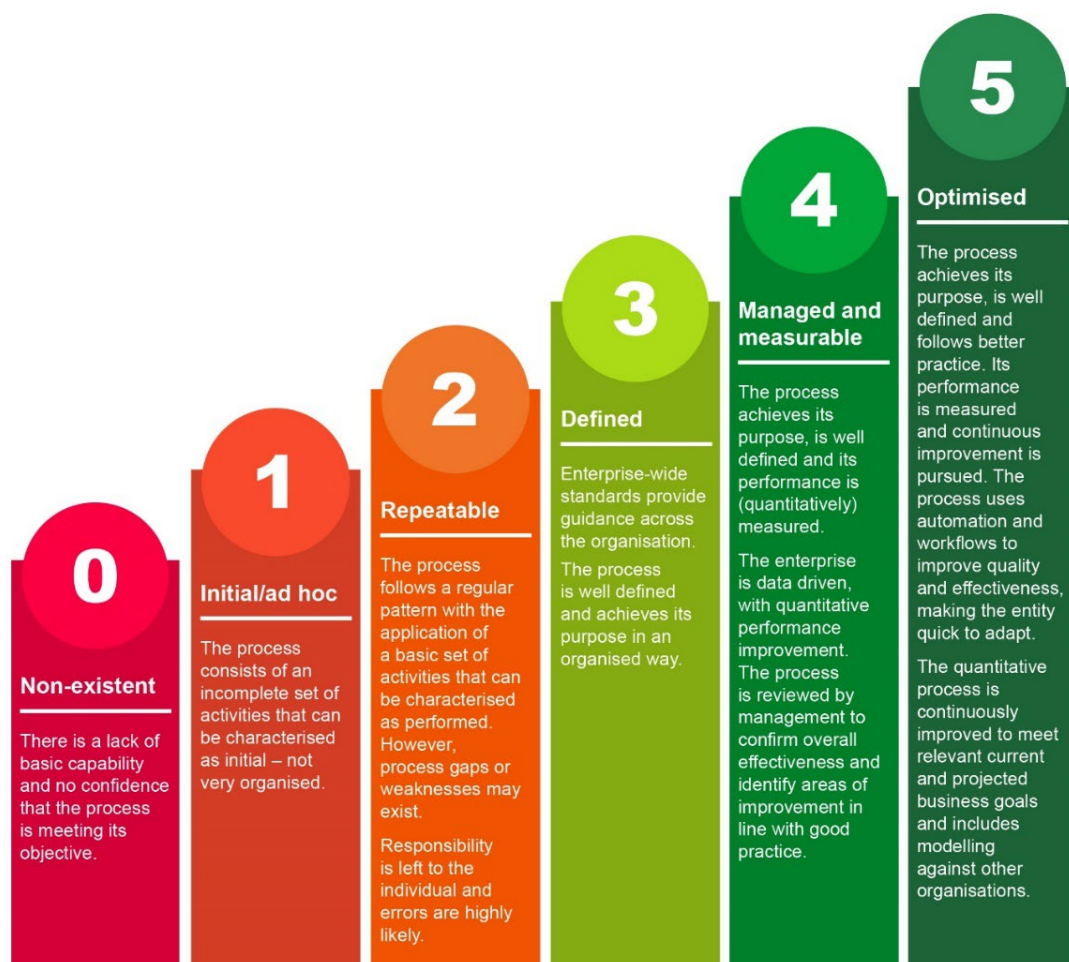 0
Non-existent
There is a lack of
basic capability
and no confidence
that the process
is meeting its
objective.
1
Initial/ad hoc
The process
consists of an
incomplete set of
activities that can
be characterised
as initial – not
very organised.
2
Repeatable
The process
follows a regular
pattern with the
application of
a basic set of
activities that can
be characterised
as performed.
However,
process gaps or
weaknesses may
exist.
Responsibility
is left to the
individual and
errors are highly
likely.
3
Defined
Enterprise-wide
standards provide
guidance across
the organisation.
The process
is well defined
and achieves its
purpose in an
organised way.
4
Managed and
measurable
The process
achieves its
purpose, is well
defined and its
performance is
(quantitatively)
measured.
The enterprise
is data driven,
with quantitative
performance
improvement.
The process
is reviewed by
management to
confirm overall
effectiveness and
identify areas of
improvement in
line with good
practice.
5
Optimised
The process
achieves its
purpose, is well
defined and
follows better
practice. Its
performance
is measured
and continuous
improvement is
pursued. The
process uses
automation and
workflows to
improve quality
and effectiveness,
making the entity
quick to adapt.
The quantitative
process is
continuously
improved to meet
relevant current
and projected
business goals
and includes
modelling
against other
organisations.